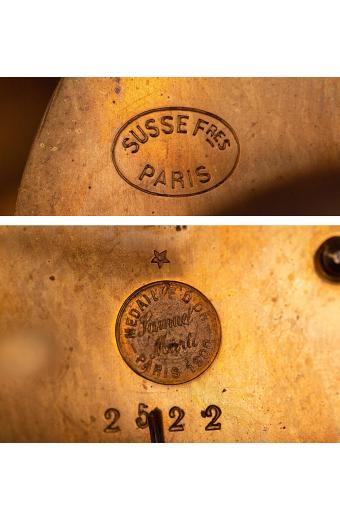 SUSSE FRES
PARIS
MEDAILLE D'OR
Samuel
Marti
PARIS 1900
2522